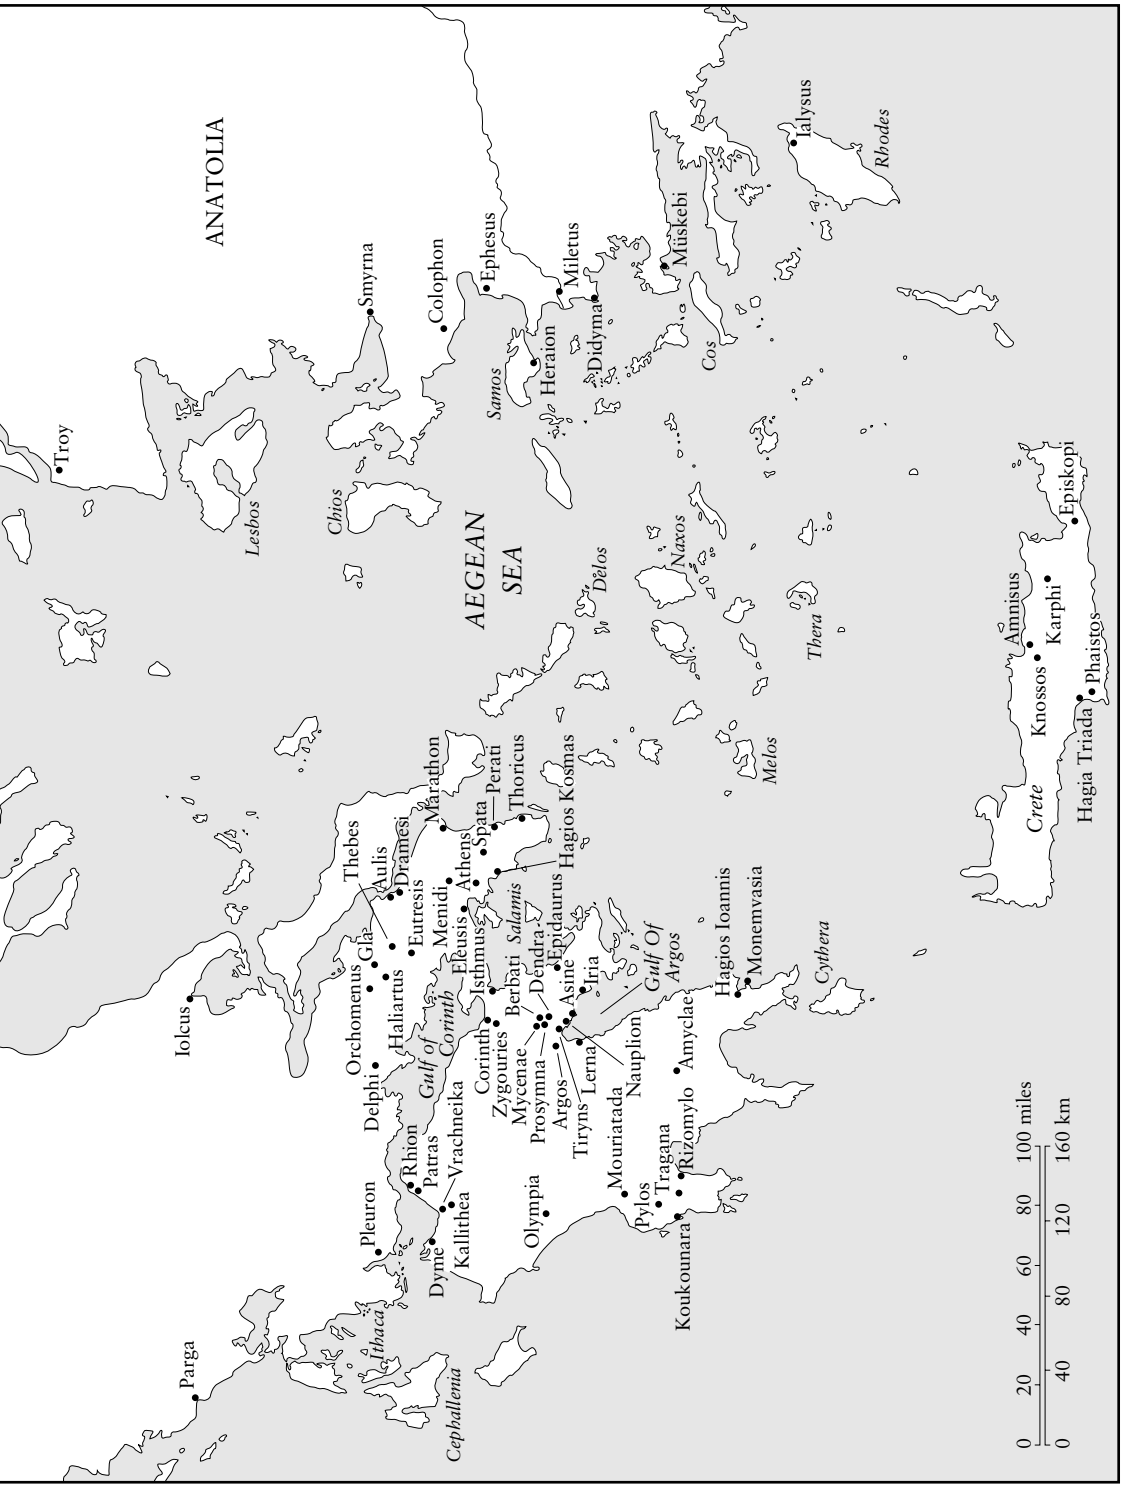 Troy
ANATOLIA
Lesbos
Smyrna
Chios
Colophon
Ephesus
AEGEAN
SEA
Samos
Heraion
Miletus
Didyma
Müskebi
Cos
Ialysus
Rhodes
Delos
Naxos
Thera
Melos
Parga
Iolcus
Ithaca
Cephallenia
Pleuron
Delphi
Orchomenus
Gla
Haliartus
Thebes
Aulis
Dramesi
Eutresis
Marathon
Menidi
Athens
Spata
Perati
Thoricus
Hagios Kosmas
Eleusis
Salamis
Isthmus
Gulf of
Corinth
Rhion
Patras
Vrachneika
Dyme
Kallithea
Corinth
Zygouries
Berbati
Mycenae
Dendra
Prosymna
Epidaurus
Argos
Asine
Tiryns
Iria
Lerna
Nauplion
Gulf Of
Argos
Olympia
Mouriatada
Pylos
Tragana
Rizomylo
Koukounara
Amyclae
Hagios Ioannis
Monemvasia
Cythera
Crete
Knossos
Amnisus
Karphi
Episkopi
Hagia Triada
Phaistos
0 20 40 60 80 100 miles
0 40 80 120 160 km